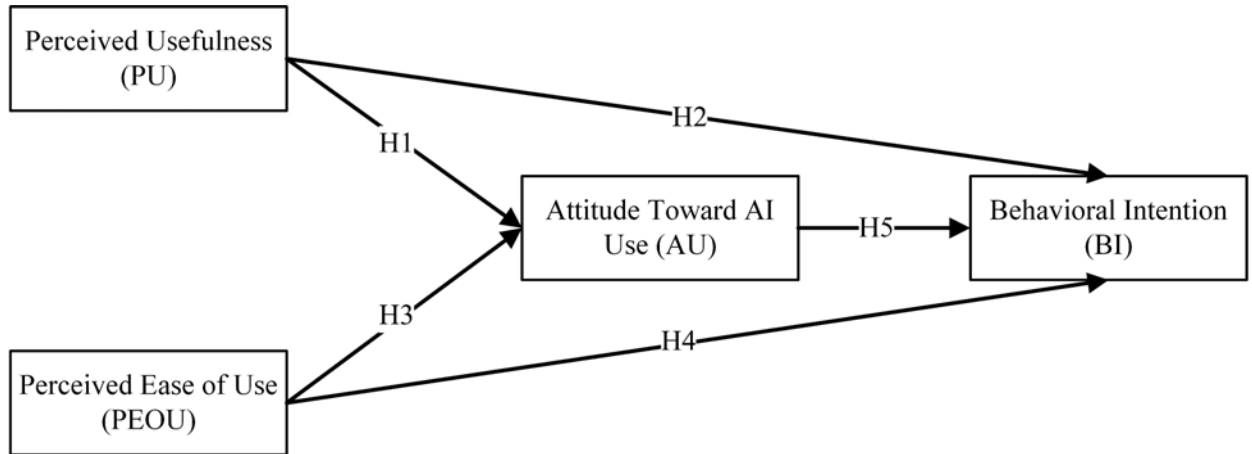 Perceived Usefulness
(PU)
H2
H1
Attitude Toward AI
Use (AU)
H5
Behavioral Intention
(BI)
H3
H4
Perceived Ease of Use
(PEOU)